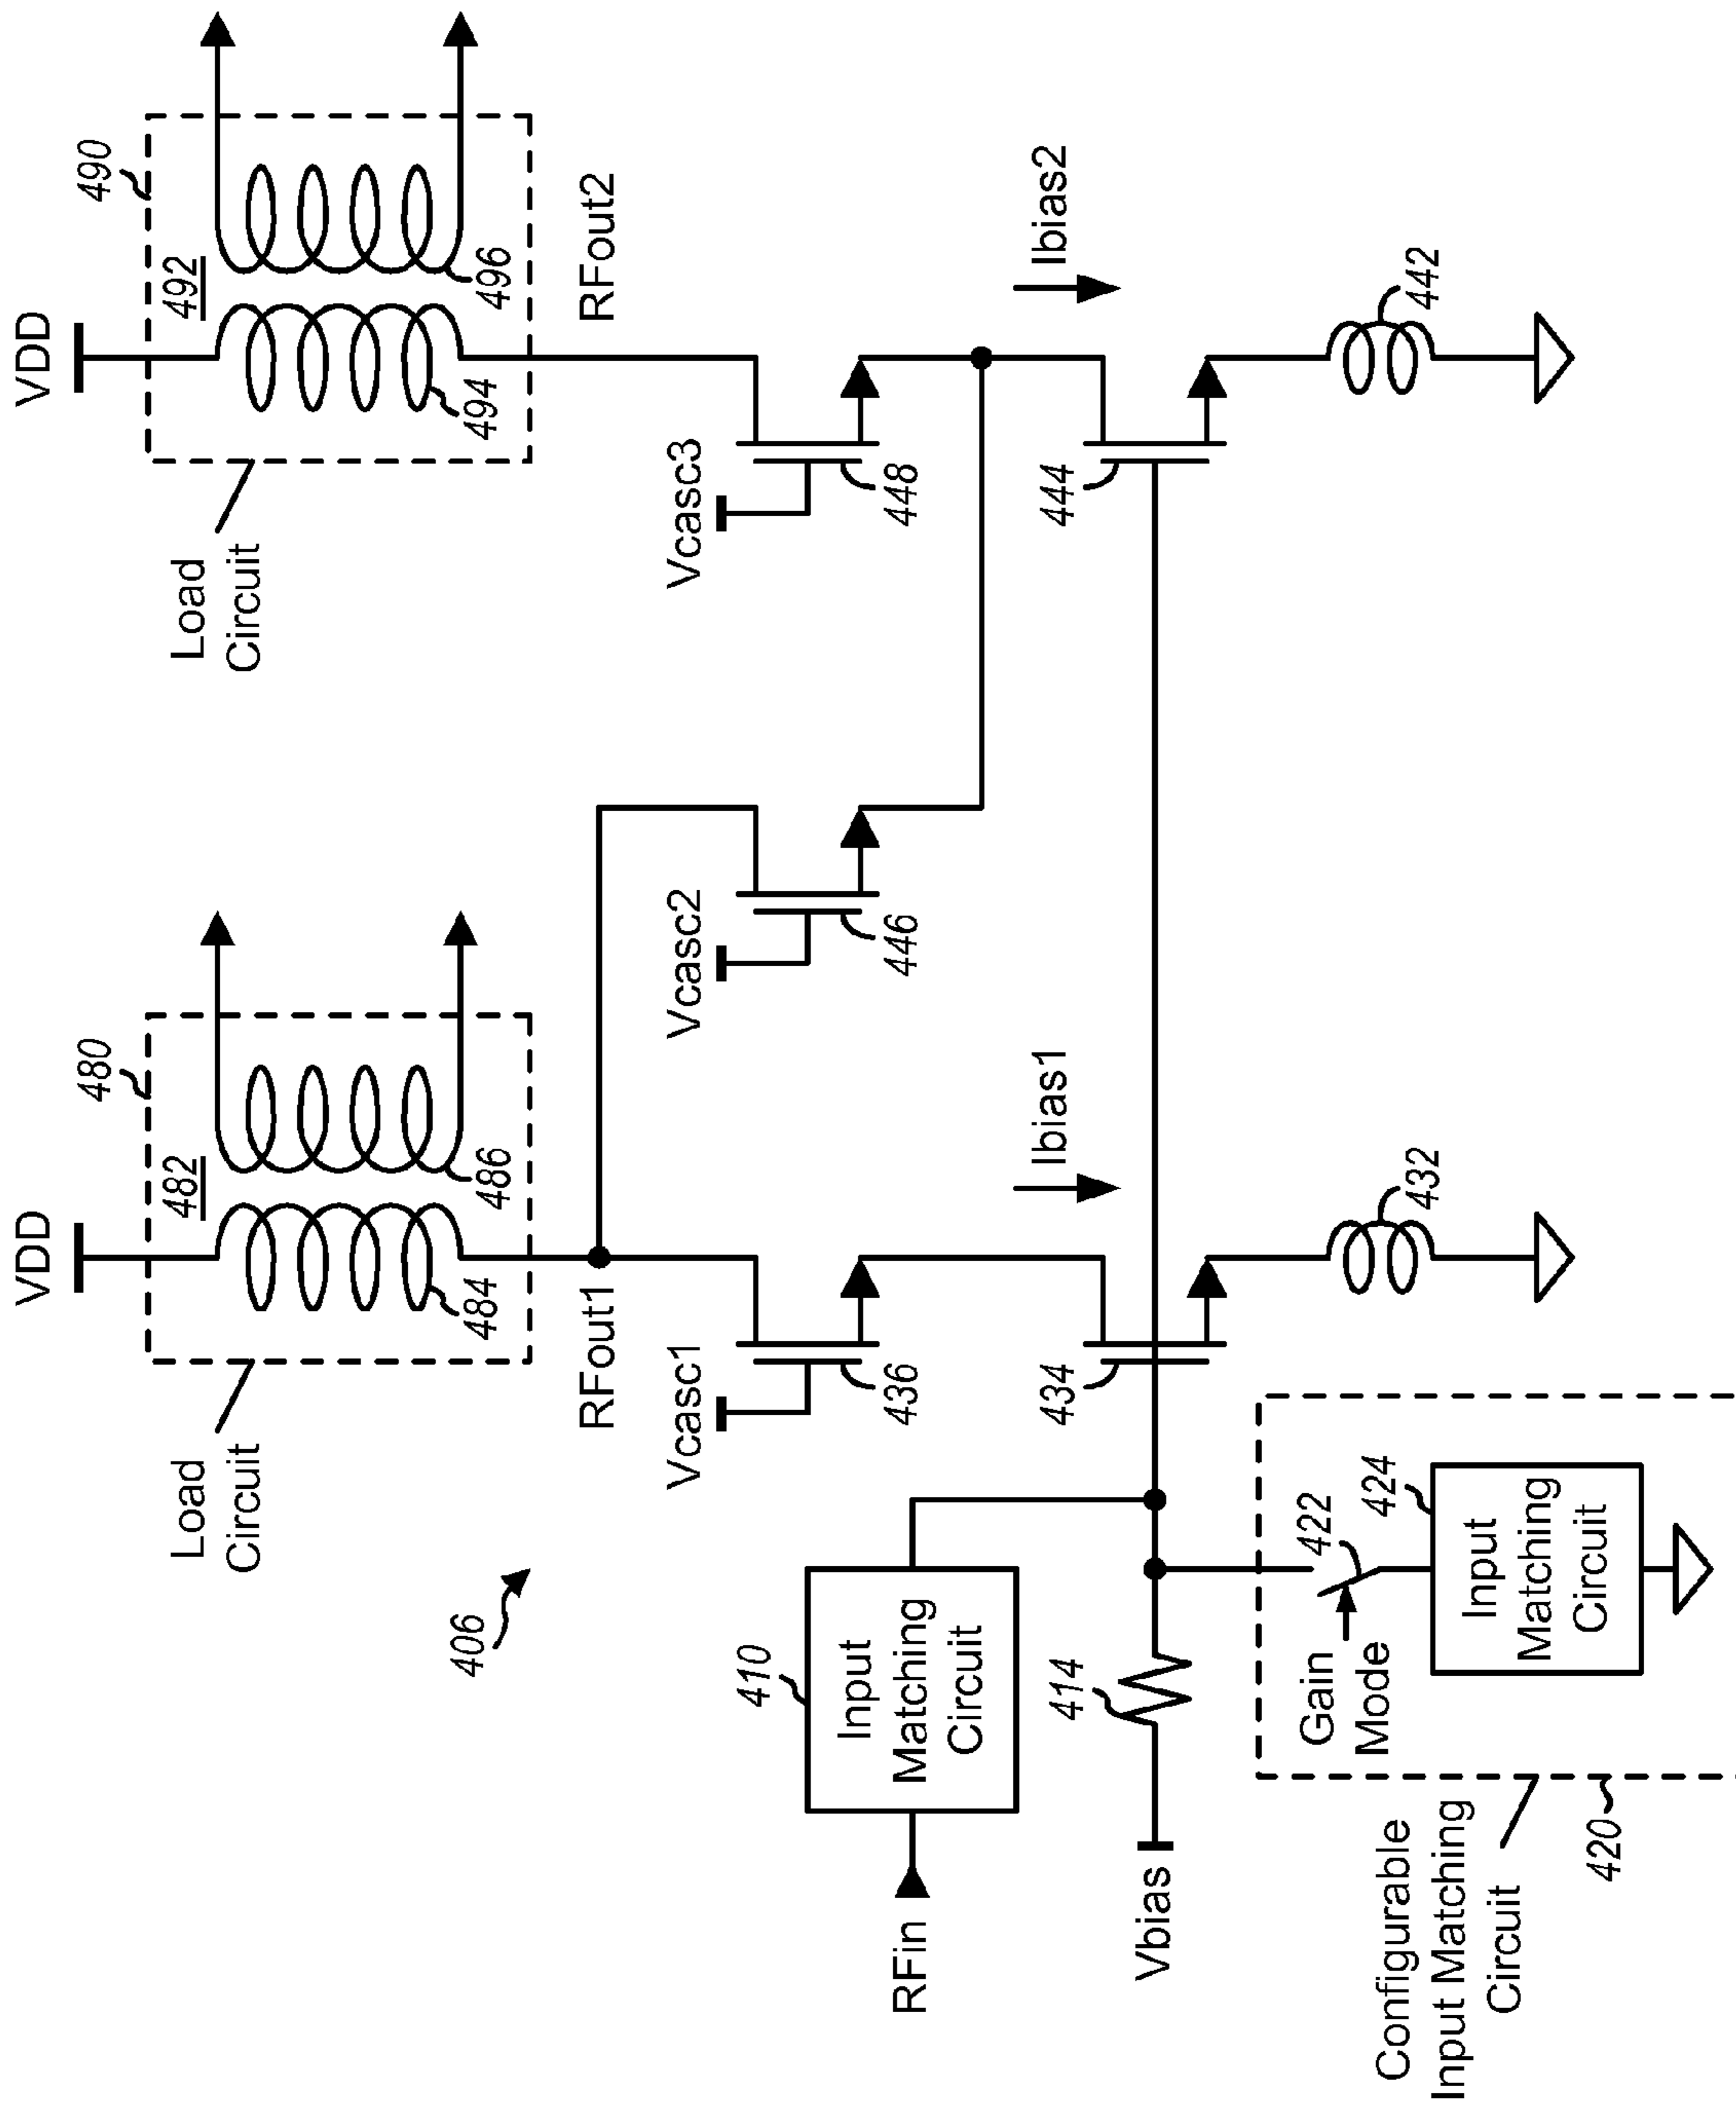 VDD
VDD
480
490
482
492
Load
Circuit
484
486
Load
Circuit
494
496
RFout1
RFout2
406
Vcasc1
436
Vcasc2
446
Vcasc3
448
410
Input
Matching
Circuit
RFin
Ibias1
Ibias2
434
444
414
Vbias
432
442
Gain
Mode
422
424
Input
Matching
Circuit
Configurable
Input Matching
Circuit
420